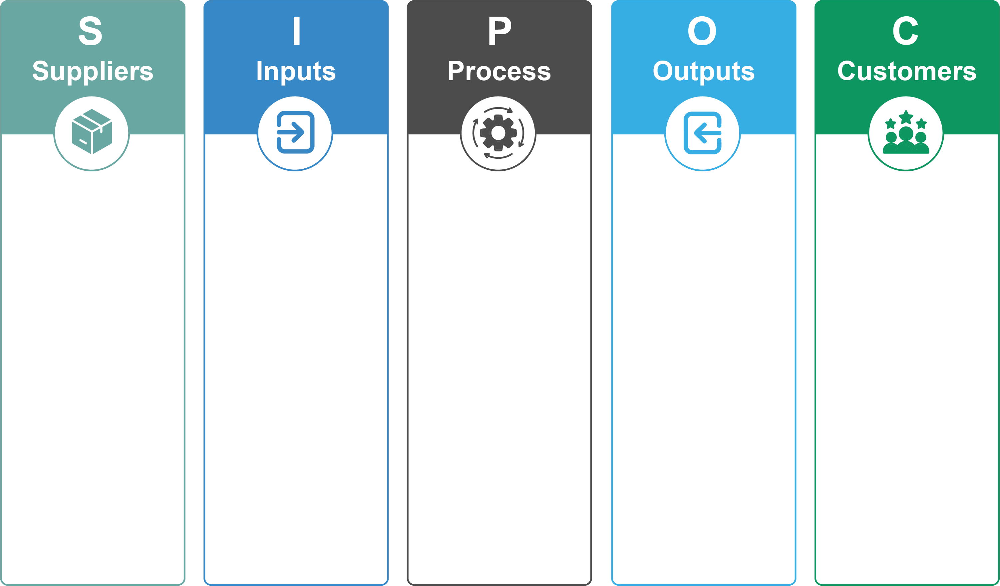 S
Suppliers
I
Inputs
P
Process
O
Outputs
C
Customers